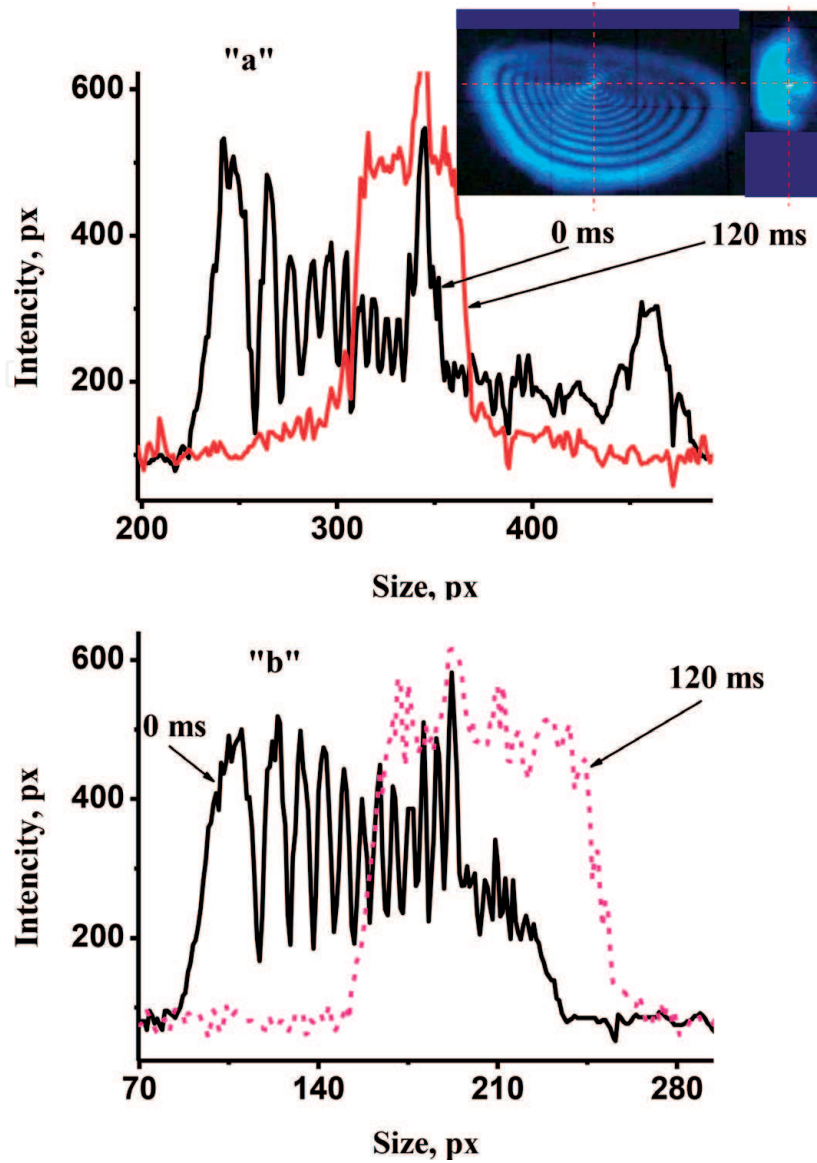 "a"
600
400
200
Intencity, px
0 ms
120 ms
200
300
400
Size, px
"b"
600
400
200
Intencity, px
0 ms
120 ms
70
140
210
280
Size, px